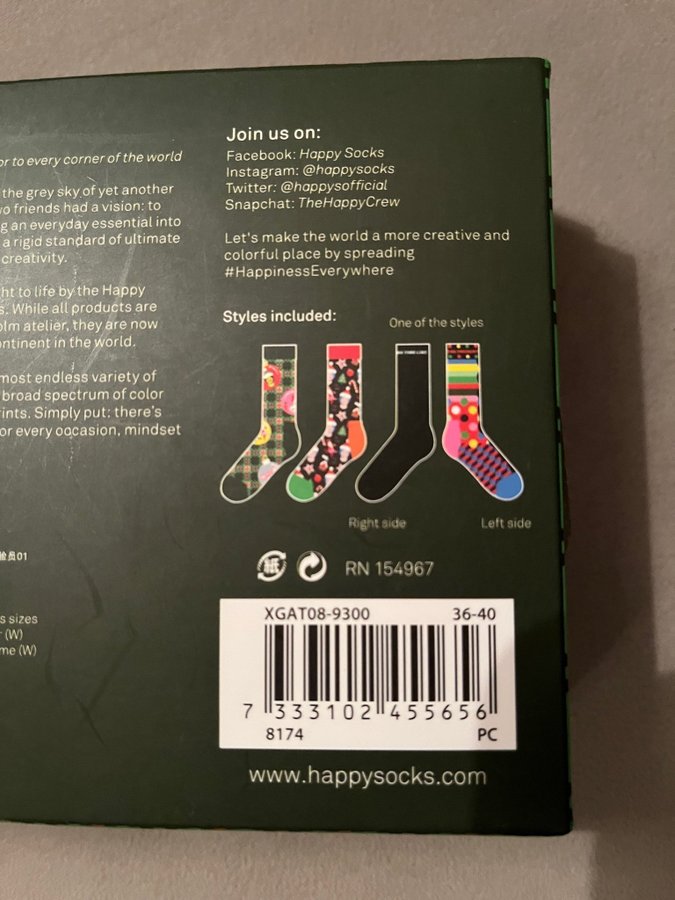 or to every corner of the world
the grey sky of yet another
wo friends had a vision: to
g an everyday essential into
a rigid standard of ultimate
creativity.
ht to life by the Happy
s. While all products are
olm atelier, they are now
ontinent in the world.
most endless variety of
broad spectrum of color
rints. Simply put: there's
or every occasion, mindset
01
s sizes
(W)
me (W)
Join us on:
Facebook: Happy Socks
Instagram: @happysocks
Twitter: @happysofficial
Snapchat: TheHappyCrew
Let's make the world a more creative and
colorful place by spreading
#HappinessEverywhere
Styles included:
One of the styles
Right side
Left side
紙
RN 154967
XGAT08-9300 36-40
7 333102 455656
8174 PC
www.happysocks.com